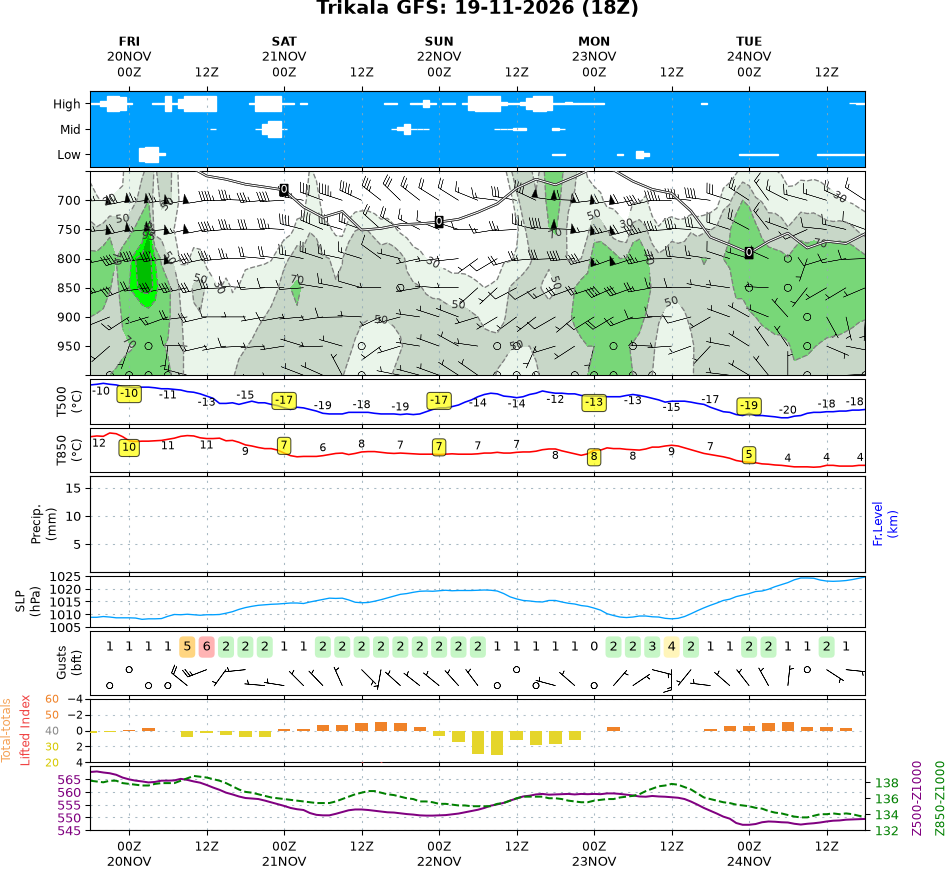 Trikala GFS: 19-11-2026 (18Z)
FRI SAT SUN MON TUE
20NOV 21NOV 22NOV 23NOV 24NOV
00Z 12Z 00Z 12Z 00Z 12Z 00Z 12Z 00Z 12Z
High
Mid
Low
700
750
800
850
900
950
0 0 0
50 50 50 50 50 50 50 50 30 30 30 70 95
T500
(°C)
-10 -10 -11 -13 -15 -17 -19 -18 -19 -17 -14 -14 -12 -13 -13 -15 -17 -19 -20 -18 -18
T850
(°C)
12 10 11 11 9 7 6 8 7 7 7 7 8 8 8 9 7 5 4 4 4
Precip.
(mm)
15
10
5
Fr.Level
(km)
SLP
(hPa)
1025
1020
1015
1010
1005
Gusts
(bft)
1 1 1 1 5 6 2 2 2 1 1 2 2 2 2 2 2 2 2 2 1 1 1 1 1 0 2 2 3 4 2 1 1 2 2 1 1 2 1
Total-totals
Lifted Index
60 −4
50 −2
40 0
30 2
20 4
565
560
555
550
545
138
136
134
132
Z500-Z1000
Z850-Z1000
00Z 12Z 00Z 12Z 00Z 12Z 00Z 12Z 00Z 12Z
20NOV 21NOV 22NOV 23NOV 24NOV